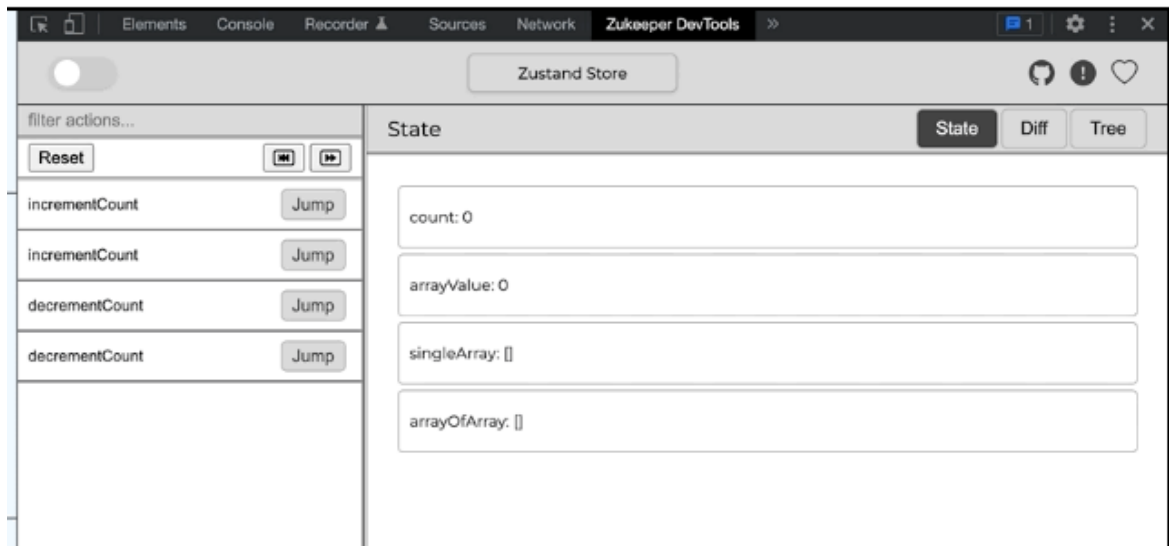 Elements Console Recorder Sources Network Zukeeper DevTools » 1
Zustand Store
filter actions...
Reset
incrementCount Jump
incrementCount Jump
decrementCount Jump
decrementCount Jump
State State Diff Tree
count: 0
arrayValue: 0
singleArray: []
arrayOfArray: []